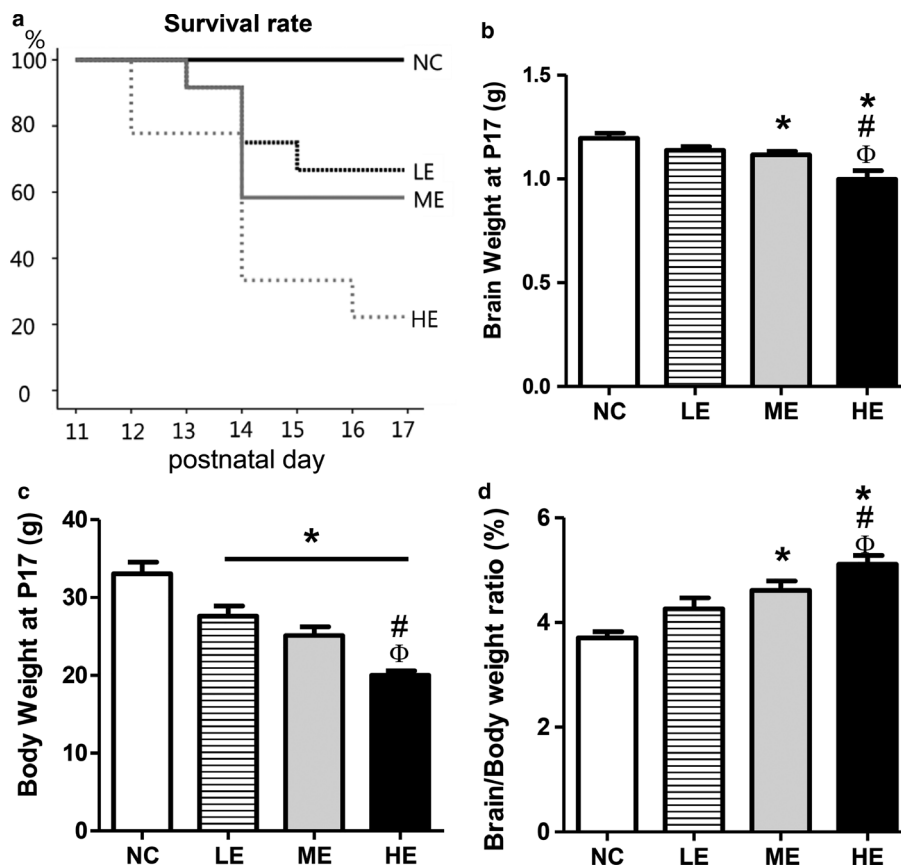 a
Survival rate
%
100
80
60
40
20
0
NC
LE
ME
HE
11 12 13 14 15 16 17
postnatal day
b
Brain Weight at P17 (g)
1.5
1.0
0.5
0.0
*
*
#
Φ
NC LE ME HE
c
Body Weight at P17 (g)
40
30
20
10
0
*
#
Φ
NC LE ME HE
d
Brain/Body weight ratio (%)
6
4
2
0
*
*
#
Φ
NC LE ME HE